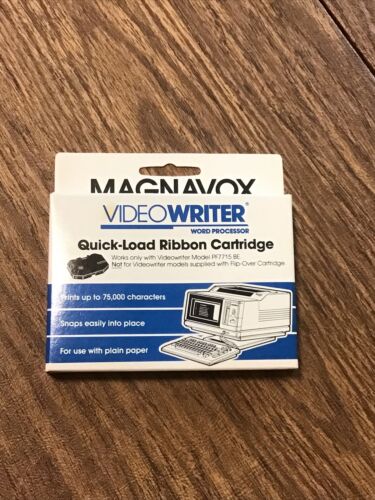 MAGNAVOX
VIDEOWRITER®
WORD PROCESSOR
Quick-Load Ribbon Cartridge
Works only with Videowriter Model PF7715 BE
Not for Videowriter models supplied with Flip-Over Cartridge
Prints up to 75,000 characters
Snaps easily into place
For use with plain paper